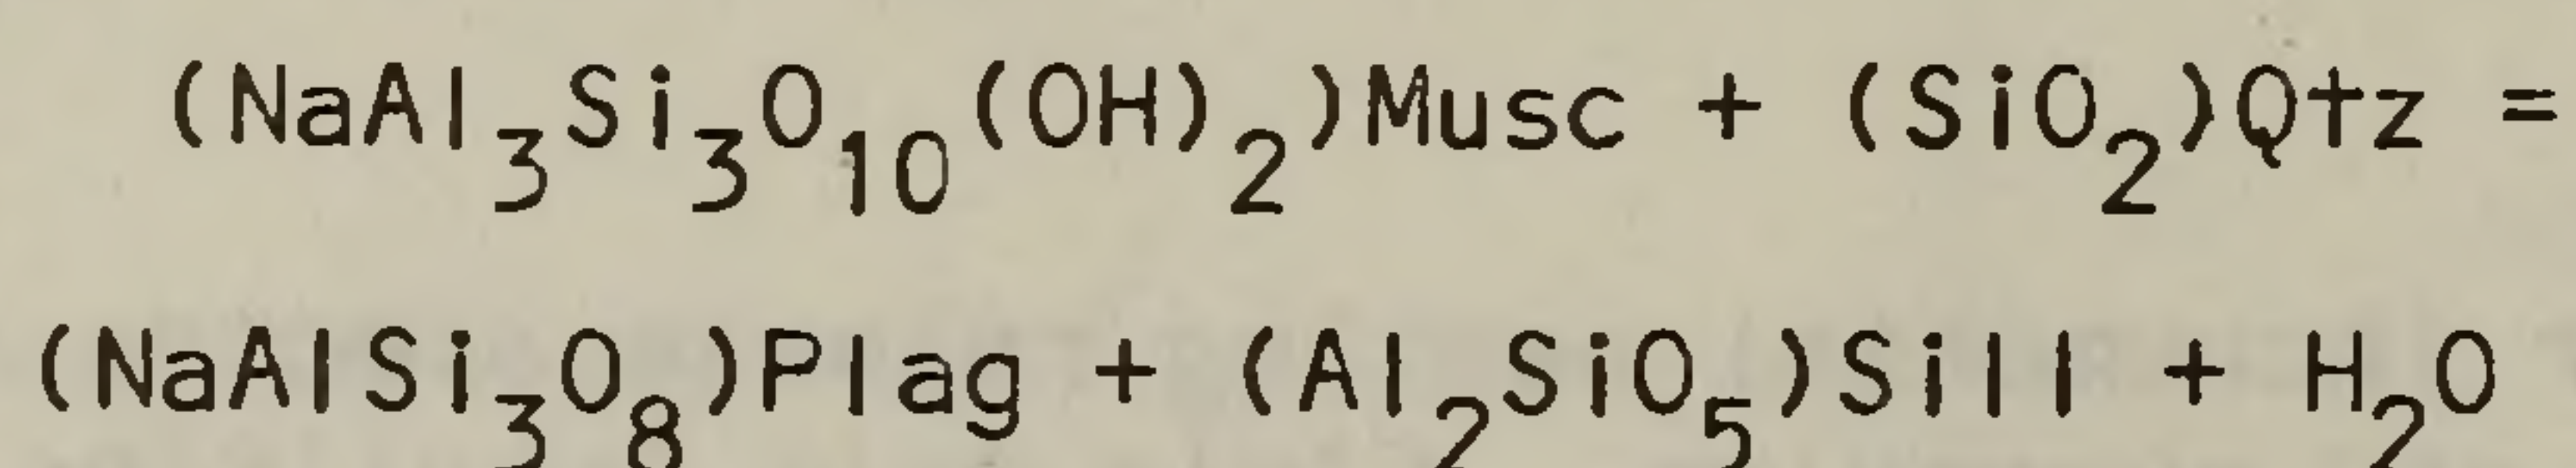 (NaAl₃Si₃O₁₀(OH)₂)Musc + (SiO₂)Qtz =
(NaAlSi₃O₈)Plag + (Al₂SiO₅)Sill + H₂O